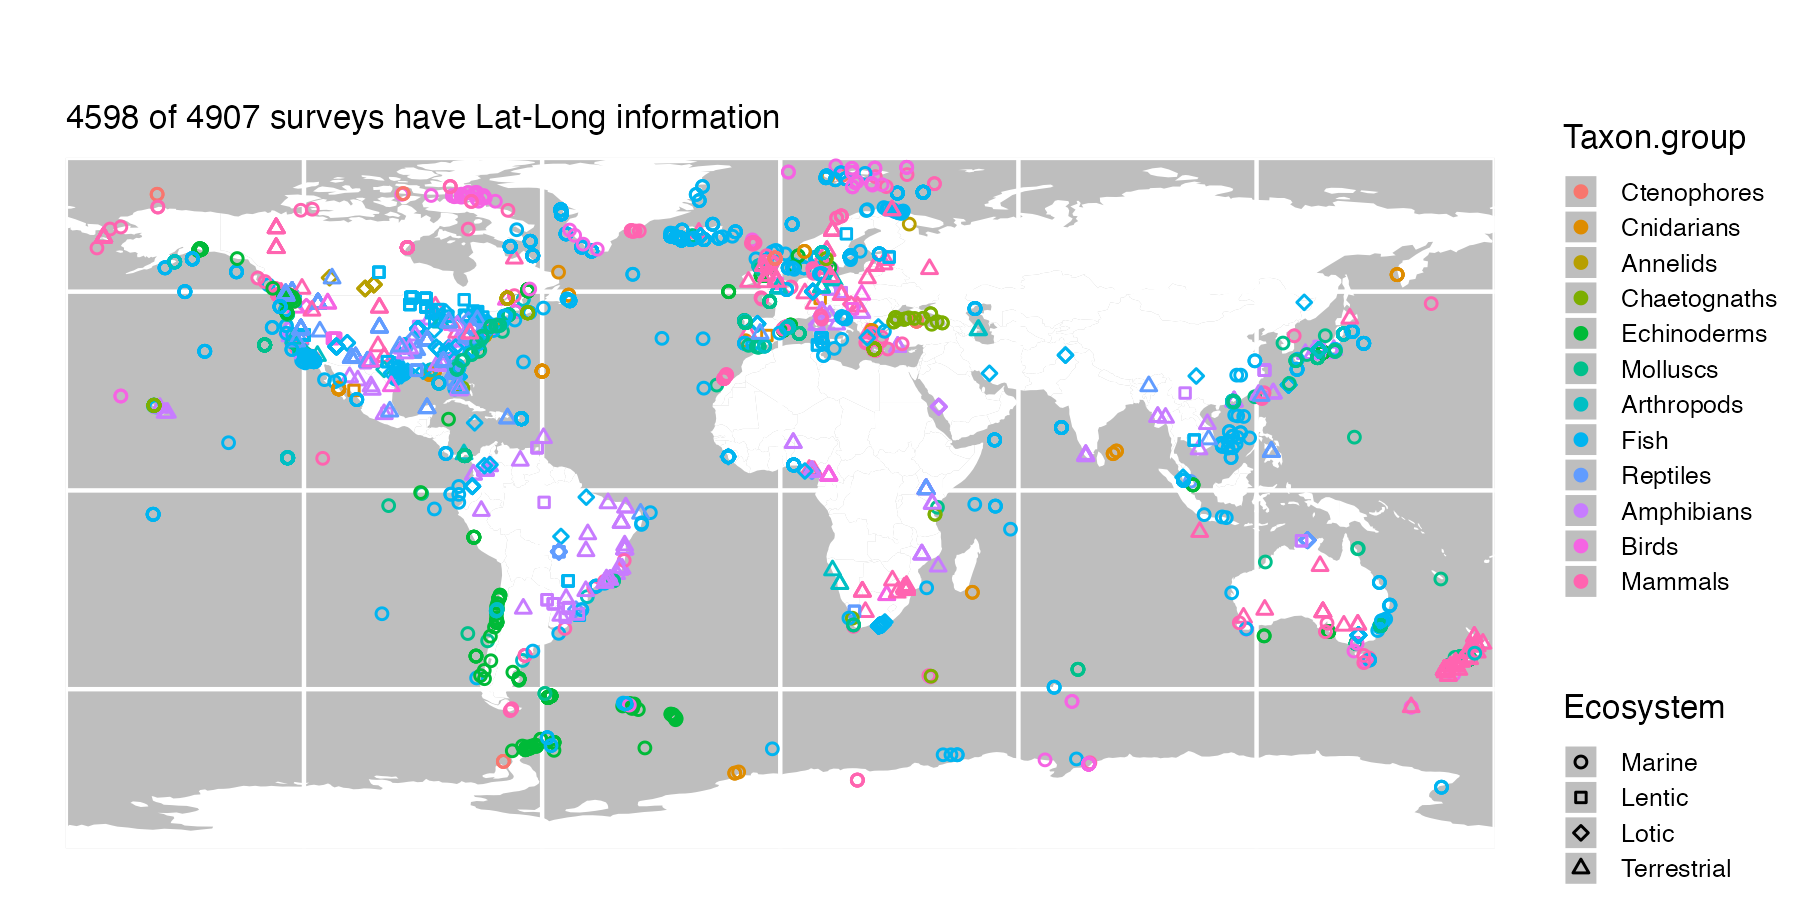 4598 of 4907 surveys have Lat-Long information
Taxon.group
Ctenophores
Cnidarians
Annelids
Chaetognaths
Echinoderms
Molluscs
Arthropods
Fish
Reptiles
Amphibians
Birds
Mammals
Ecosystem
Marine
Lentic
Lotic
Terrestrial